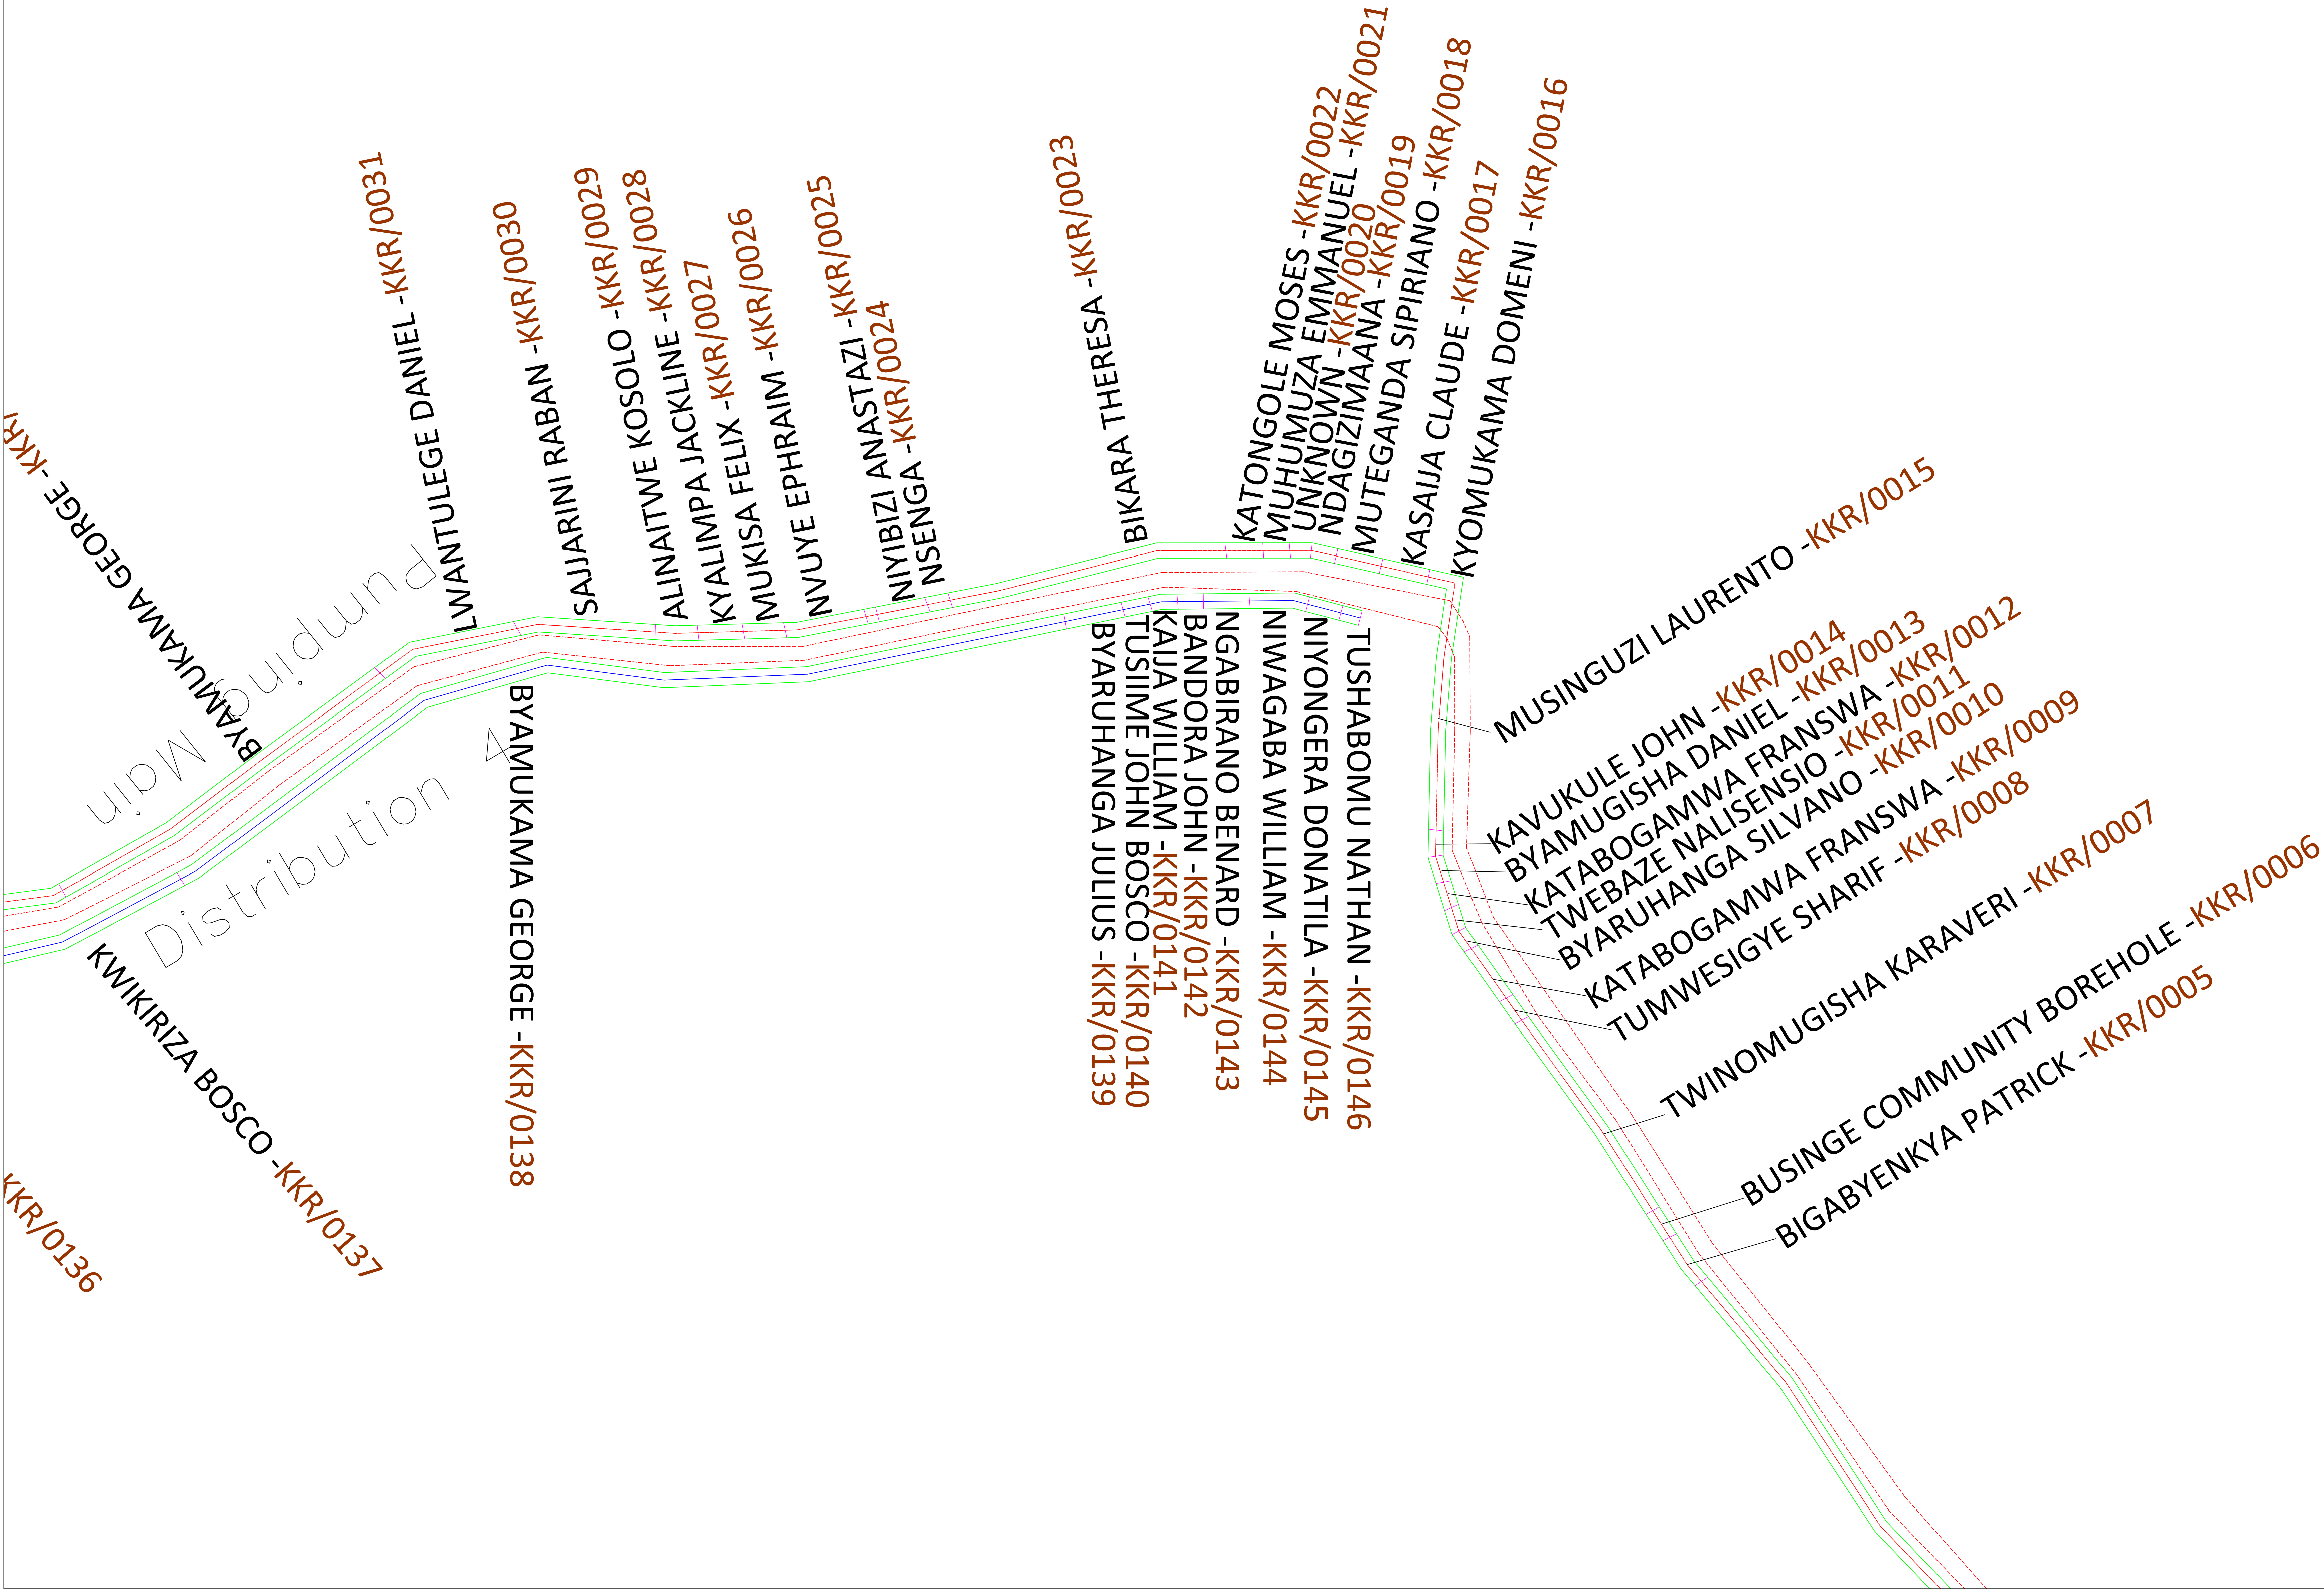 BYAMUKAMA GEORGE - KKR/
LWANTULEGE DANIEL -KKR/0031
SAJJARINI RABAN -KKR/0030
ALINAITWE KOSOLO -KKR/0029
KYALIMPA JACKLINE -KKR/0028
MUKISA FELIX -KKR/0027
NVUYE EPHRAIM -KKR/0026
NIYIBIZI ANASTAZI -KKR/0025
NSENGA -KKR/0024
BIKARA THERESA -KKR/0023
KATONGOLE MOSES -KKR/0022
MUHUMUZA EMMANUEL -KKR/0021
UNKNOWN -KKR/0020
NDAGIZIMAANA -KKR/0019
MUTEGANDA SIPIRIANO -KKR/0018
KASAIJA CLAUDE -KKR/0017
KYOMUKAMA DOMENI -KKR/0016
MUSINGUZI LAURENTO -KKR/0015
KAVUKULE JOHN -KKR/0014
BYAMUGISHA DANIEL -KKR/0013
KATABOGAMWA FRANSWA -KKR/0012
TWEBAZE NALISENSIO -KKR/0011
BYARUHANGA SILVANO -KKR/0010
KATABOGAMWA FRANSWA -KKR/0009
TUMWESIGYE SHARIF -KKR/0008
TWINOMUGISHA KARAVERI -KKR/0007
BUSINGE COMMUNITY BOREHOLE -KKR/0006
BIGABYENKYA PATRICK -KKR/0005
Pumping Main
Distribution 4
KKR/0136
KWIKIRIZA BOSCO -KKR/0137
BYAMUKAMA GEORGE -KKR/0138
BYARUHANGA JULIUS -KKR/0139
TUSIIME JOHN BOSCO -KKR/0140
KAIJA WILLIAM -KKR/0141
BANDORA JOHN -KKR/0142
NGABIRANO BENARD -KKR/0143
NIWAGABA WILLIAM -KKR/0144
NIYONGERA DONATILA -KKR/0145
TUSHABOMU NATHAN -KKR/0146